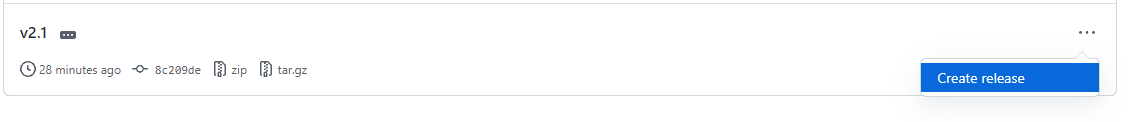 v2.1
28 minutes ago 8c209de zip tar.gz
Create release